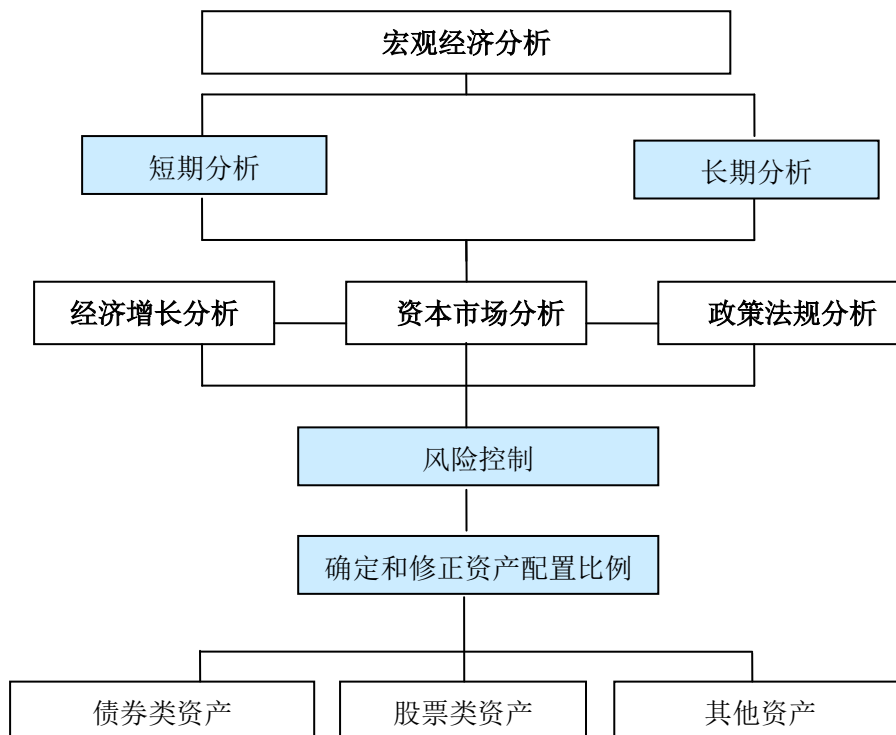 宏观经济分析
短期分析
长期分析
经济增长分析
资本市场分析
政策法规分析
风险控制
确定和修正资产配置比例
债券类资产
股票类资产
其他资产